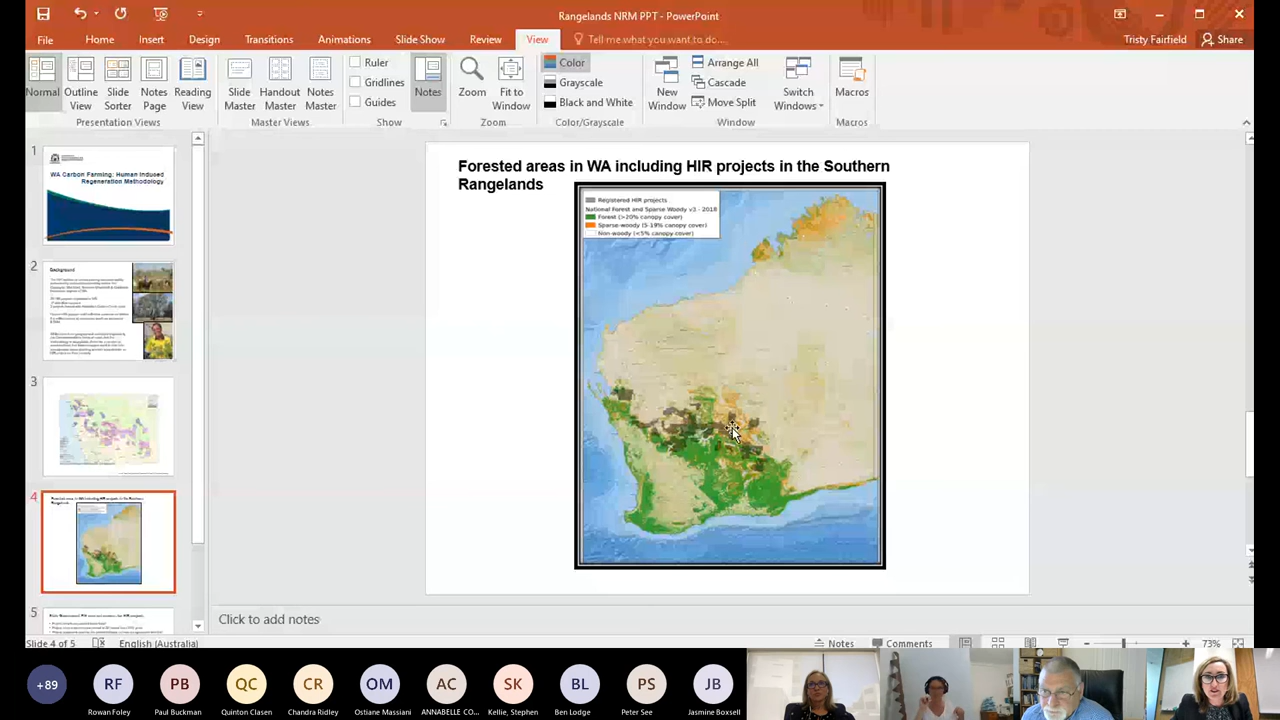 Rangelands NRM PPT - PowerPoint
File Home Insert Design Transitions Animations Slide Show Review View Tell me what you want to do... Tristy Fairfield Share
Normal Outline View Slide Sorter Notes Page Reading View
Presentation Views
Slide Master Handout Master Notes Master
Master Views
Ruler
Gridlines
Guides
Show
Notes
Zoom Fit to Window
Zoom
Color
Grayscale
Black and White
Color/Grayscale
New Window
Arrange All
Cascade
Move Split
Switch Windows
Window
Macros
Macros
1
WA Carbon Farming: Human Induced
Regeneration Methodology
2
Background
3
4
5
Forested areas in WA including HIR projects in the Southern
Rangelands
Registered HIR projects
National Forest and Sparse Woody v3 - 2018
Forest (>20% canopy cover)
Sparse-woody (5-19% canopy cover)
Non-woody (<5% canopy cover)
Click to add notes
Slide 4 of 5 English (Australia) Notes Comments 73%
+89 RF PB QC CR OM AC SK BL PS JB
Rowan Foley Paul Buckman Quinton Clasen Chandra Ridley Ostiane Massiani ANNABELLE CO... Kellie, Stephen Ben Lodge Peter See Jasmine Boxsell